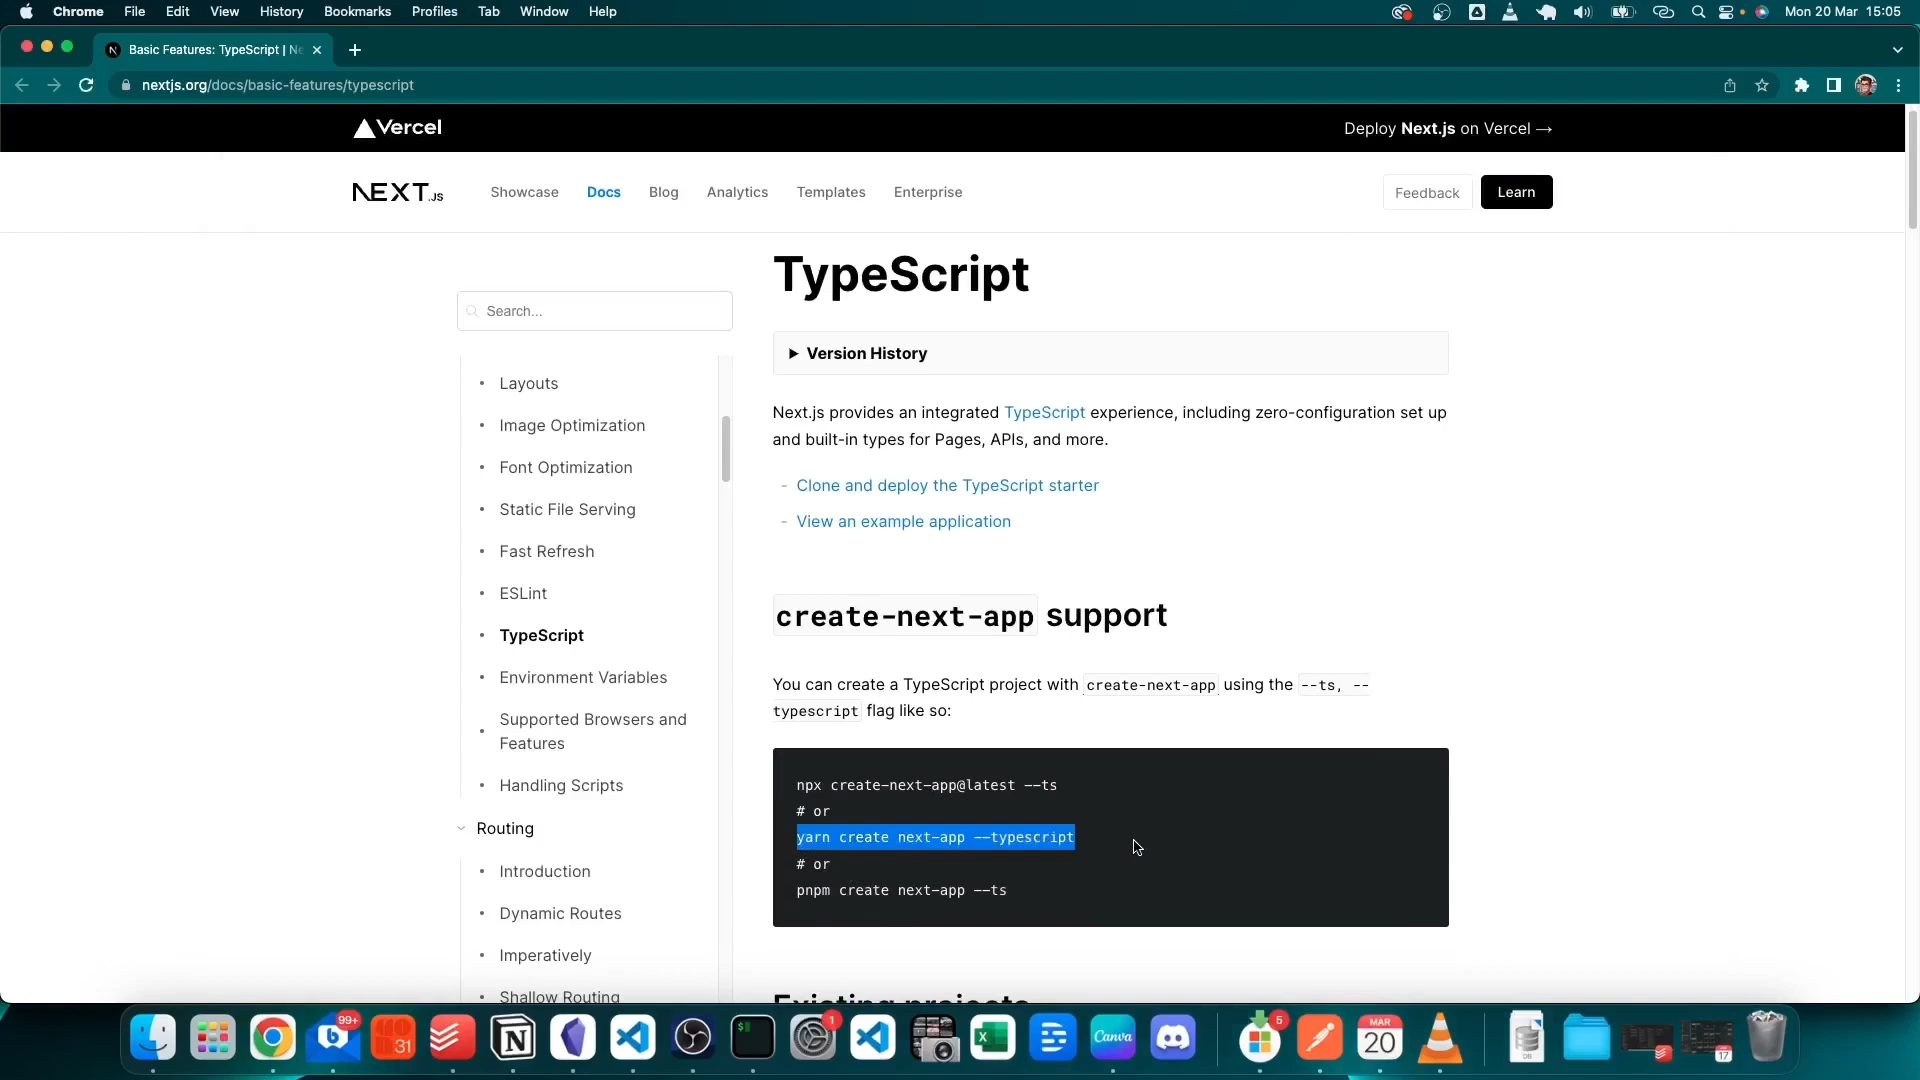 Chrome File Edit View History Bookmarks Profiles Tab Window Help
Mon 20 Mar 15:05
Basic Features: TypeScript | Ne
nextjs.org/docs/basic-features/typescript
Vercel
Deploy Next.js on Vercel →
NEXT.JS
Showcase Docs Blog Analytics Templates Enterprise
Feedback
Learn
Search...
Layouts
Image Optimization
Font Optimization
Static File Serving
Fast Refresh
ESLint
TypeScript
Environment Variables
Supported Browsers and
Features
Handling Scripts
Routing
Introduction
Dynamic Routes
Imperatively
Shallow Routing
TypeScript
Version History
Next.js provides an integrated TypeScript experience, including zero-configuration set up
and built-in types for Pages, APIs, and more.
- Clone and deploy the TypeScript starter
- View an example application
create-next-app support
You can create a TypeScript project with create-next-app using the --ts, --
typescript flag like so:
npx create-next-app@latest --ts
# or
yarn create next-app --typescript
# or
pnpm create next-app --ts
Existing projects
99+
31
1
Canva
5
MAR
20
DB
17